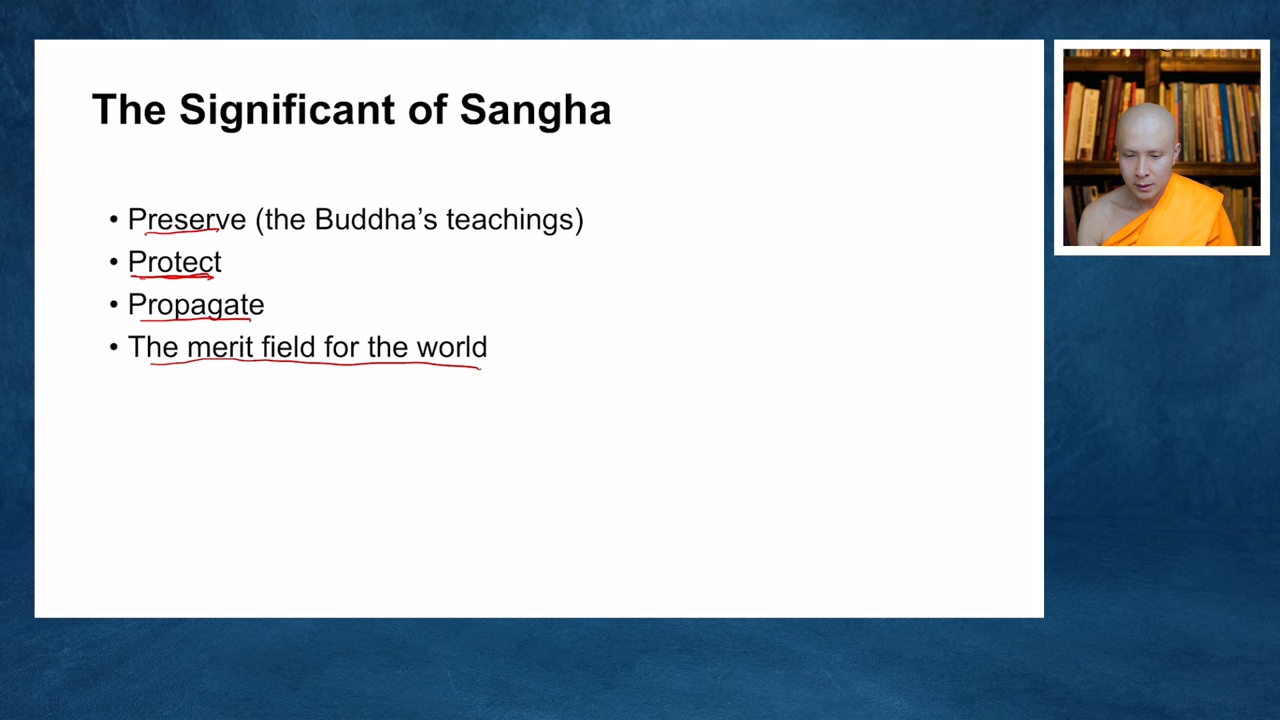 The Significant of Sangha
• Preserve (the Buddha’s teachings)
• Protect
• Propagate
• The merit field for the world